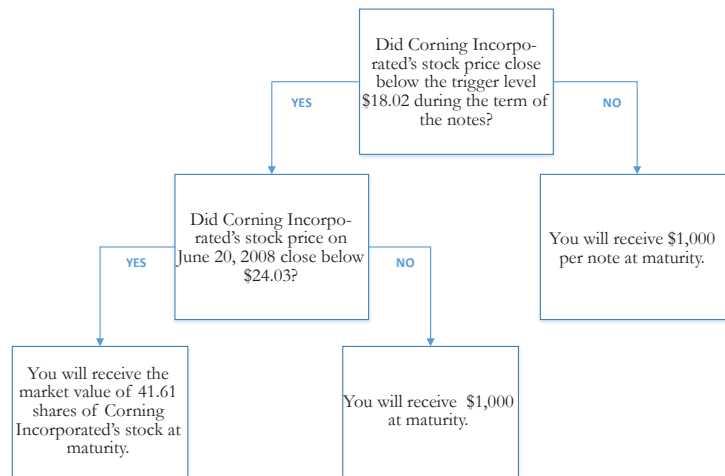 Did Corning Incorpo-
rated's stock price close
below the trigger level
$18.02 during the term of
the notes?
YES
NO
Did Corning Incorpo-
rated's stock price on
June 20, 2008 close below
$24.03?
You will receive $1,000
per note at maturity.
YES
NO
You will receive the
market value of 41.61
shares of Corning
Incorporated's stock at
maturity.
You will receive $1,000
at maturity.